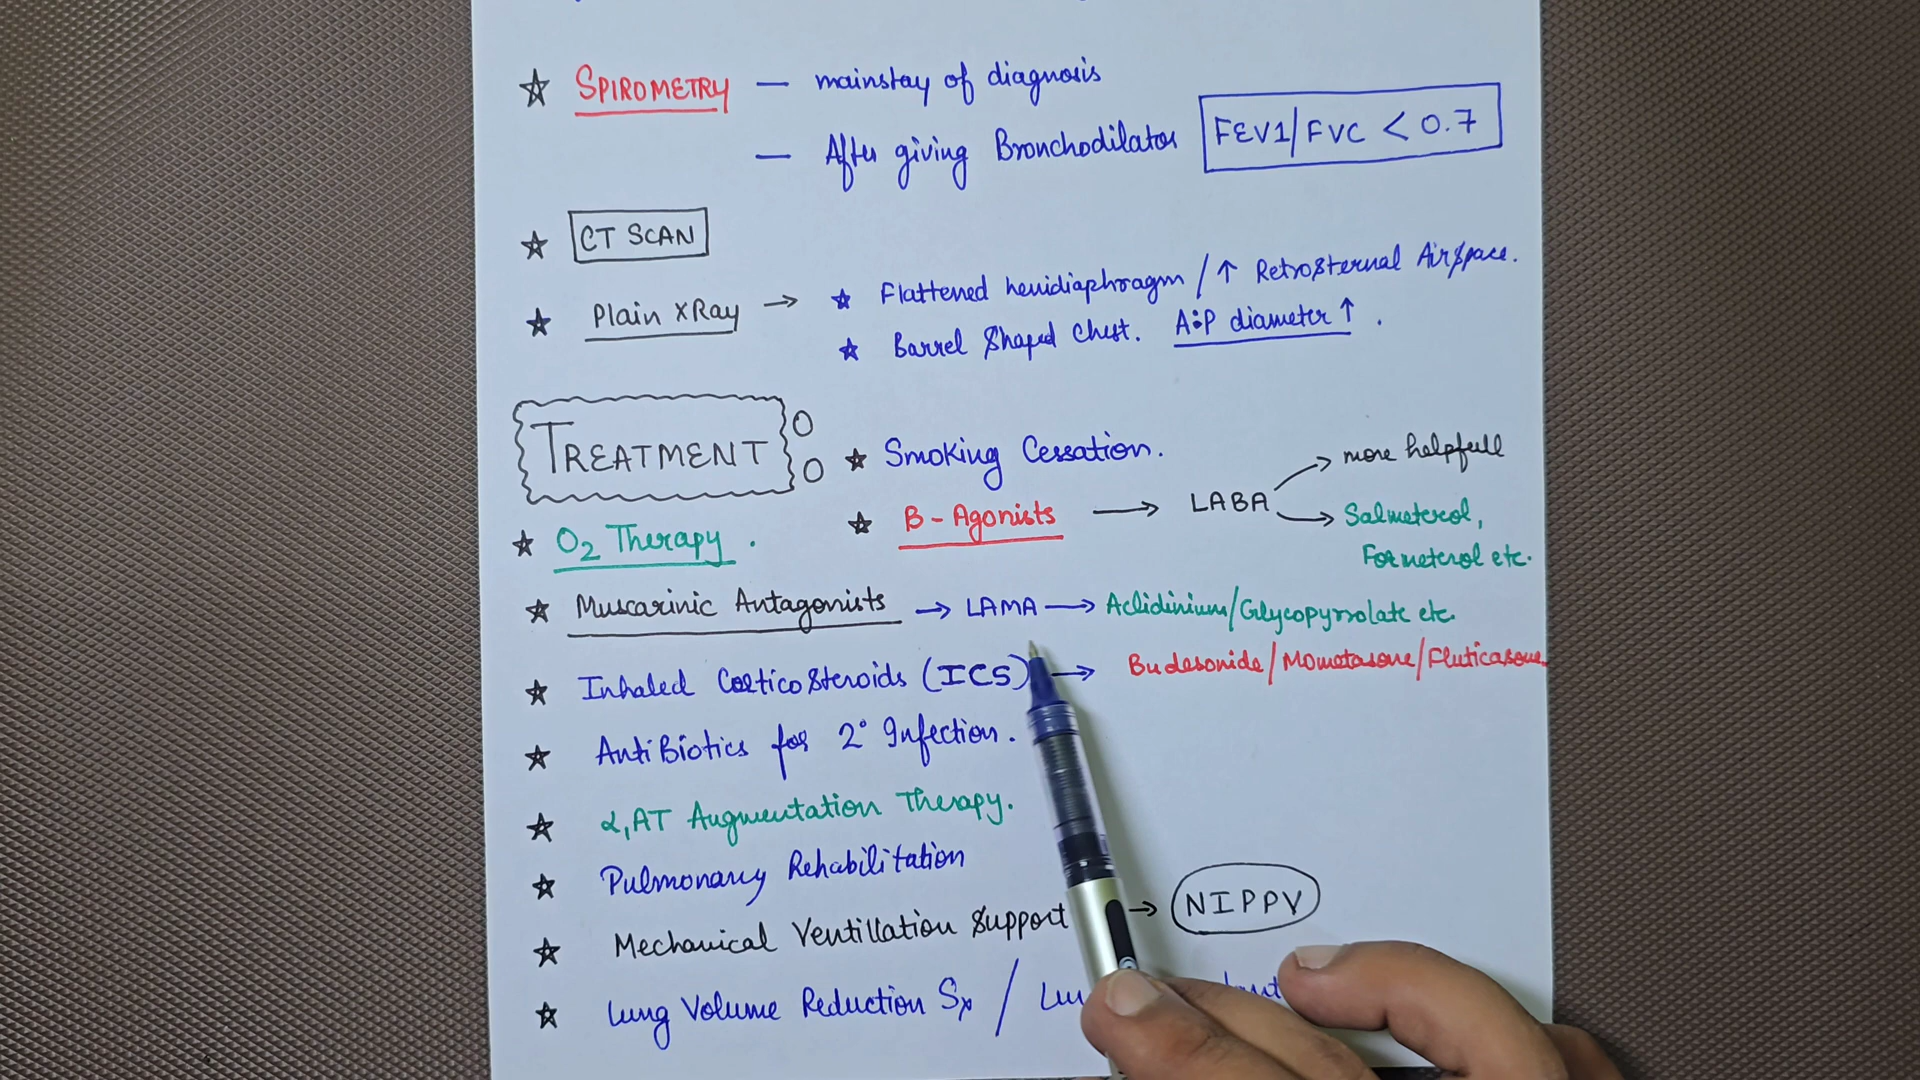 ☆ SPIROMETRY — mainstay of diagnosis
— After giving Bronchodilator FEV1/FVC < 0.7
☆ CT SCAN
☆ Plain XRay → ☆ Flattened hemidiaphragm / ↑ Retrosternal Airspace.
☆ Barrel Shaped Chest. A:P diameter ↑ .
TREATMENT
☆ Smoking Cessation.
☆ B-Agonists → LABA → more helpfull
→ Salmeterol,
Formeterol etc.
☆ O2 Therapy .
☆ Muscarinic Antagonists → LAMA → Aclidinium/Glycopyrrolate etc.
☆ Inhaled Corticosteroids (ICS) → Budesonide/Mometasone/Fluticasone
☆ AntiBiotics for 2° Infection.
☆ α1AT Augmentation Therapy.
☆ Pulmonary Rehabilitation
☆ Mechanical Ventillation Support → NIPPV
☆ Lung Volume Reduction Sx /